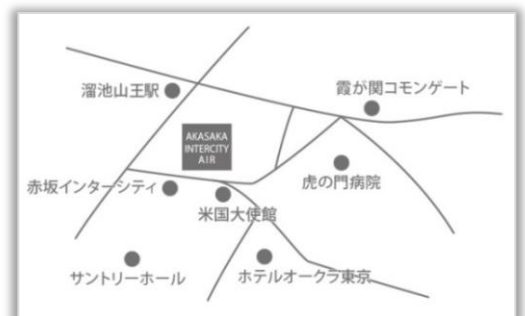 溜池山王駅
霞が関コモンゲート
AKASAKA
INTERCITY
AIR
赤坂インターシティ
米国大使館
虎の門病院
サントリーホール
ホテルオークラ東京